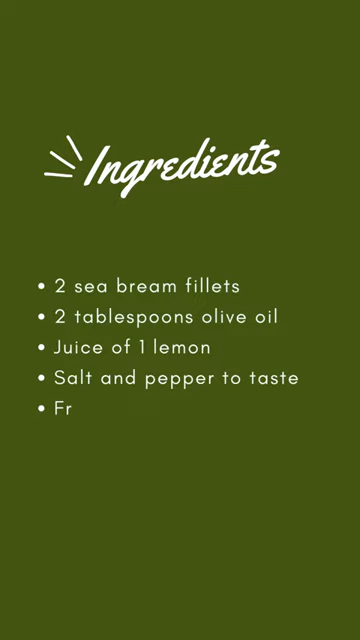 Ingredients
• 2 sea bream fillets
• 2 tablespoons olive oil
• Juice of 1 lemon
• Salt and pepper to taste
• Fr